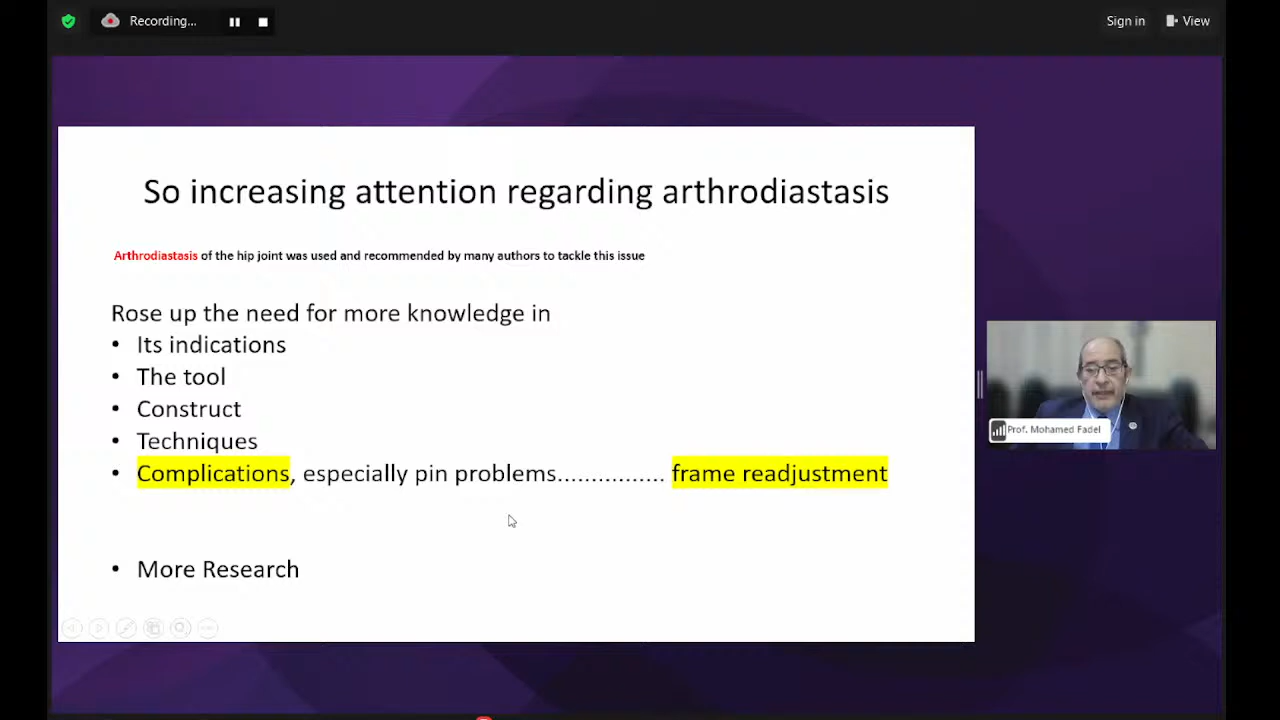 Recording...
Sign in
View
So increasing attention regarding arthrodiastasis
Arthrodiastasis of the hip joint was used and recommended by many authors to tackle this issue
Rose up the need for more knowledge in
• Its indications
• The tool
• Construct
• Techniques
• Complications, especially pin problems................ frame readjustment
• More Research
Prof. Mohamed Fadel